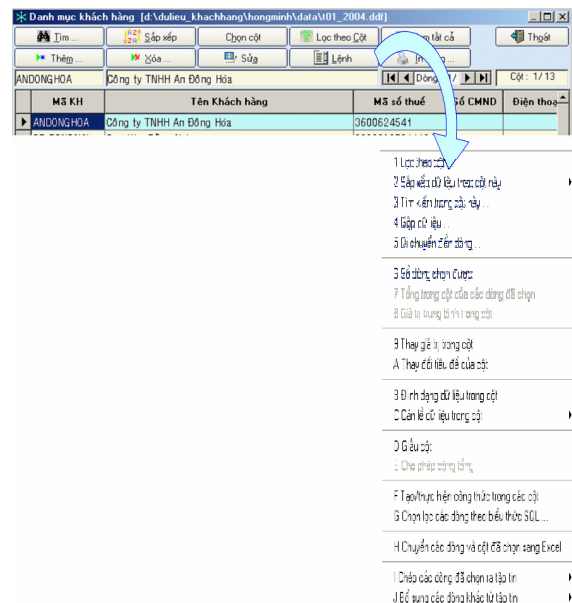 Danh mục khách hàng [d:\dulieu_khachhang\hongminh\data\t01_2004.ddf]
Tìm ... Sắp xếp Chọn cột Lọc theo Cột tất cả Thoát
Thêm ... Xóa ... Sửa Lệnh
ANDONGHOA Công ty TNHH An Đông Hóa Dòng Cột : 1/13
Mã KH Tên Khách hàng Mã số thuế Số CMND Điện thoạ
ANDONGHOA Công ty TNHH An Đông Hóa 3600624541
1 Lọc theo cột
2 Sắp xếp dữ liệu theo cột này
3 Tìm kiếm trong cột này ...
4 Gộp dữ liệu ...
5 Di chuyển đến dòng ...
6 Số dòng chọn được
7 Tổng trong cột của các dòng đã chọn
8 Giá trị trung bình trong cột
9 Thay giá trị trong cột
A Thay đổi tiêu đề của cột
B Định dạng dữ liệu trong cột
C Căn lề dữ liệu trong cột
D Giấu cột
E Cho phép cộng tổng
F Tạo/thực hiện công thức trong các cột
G Chọn lọc các dòng theo biểu thức SQL ...
H Chuyển các dòng và cột đã chọn sang Excel
I Chép các dòng đã chọn ra tập tin
J Bổ sung các dòng khác từ tập tin